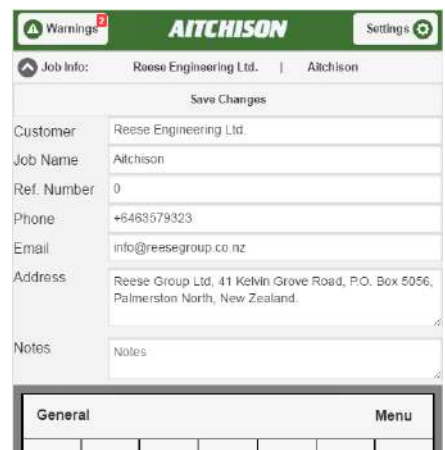 Warnings 2 AITCHISON Settings
Job Info: Reese Engineering Ltd. | Aitchison
Save Changes
Customer Reese Engineering Ltd.
Job Name Aitchison
Ref. Number 0
Phone +6463579323
Email info@reesegroup.co.nz
Address Reese Group Ltd, 41 Kelvin Grove Road, P.O. Box 5056,
Palmerston North, New Zealand.
Notes Notes
General Menu